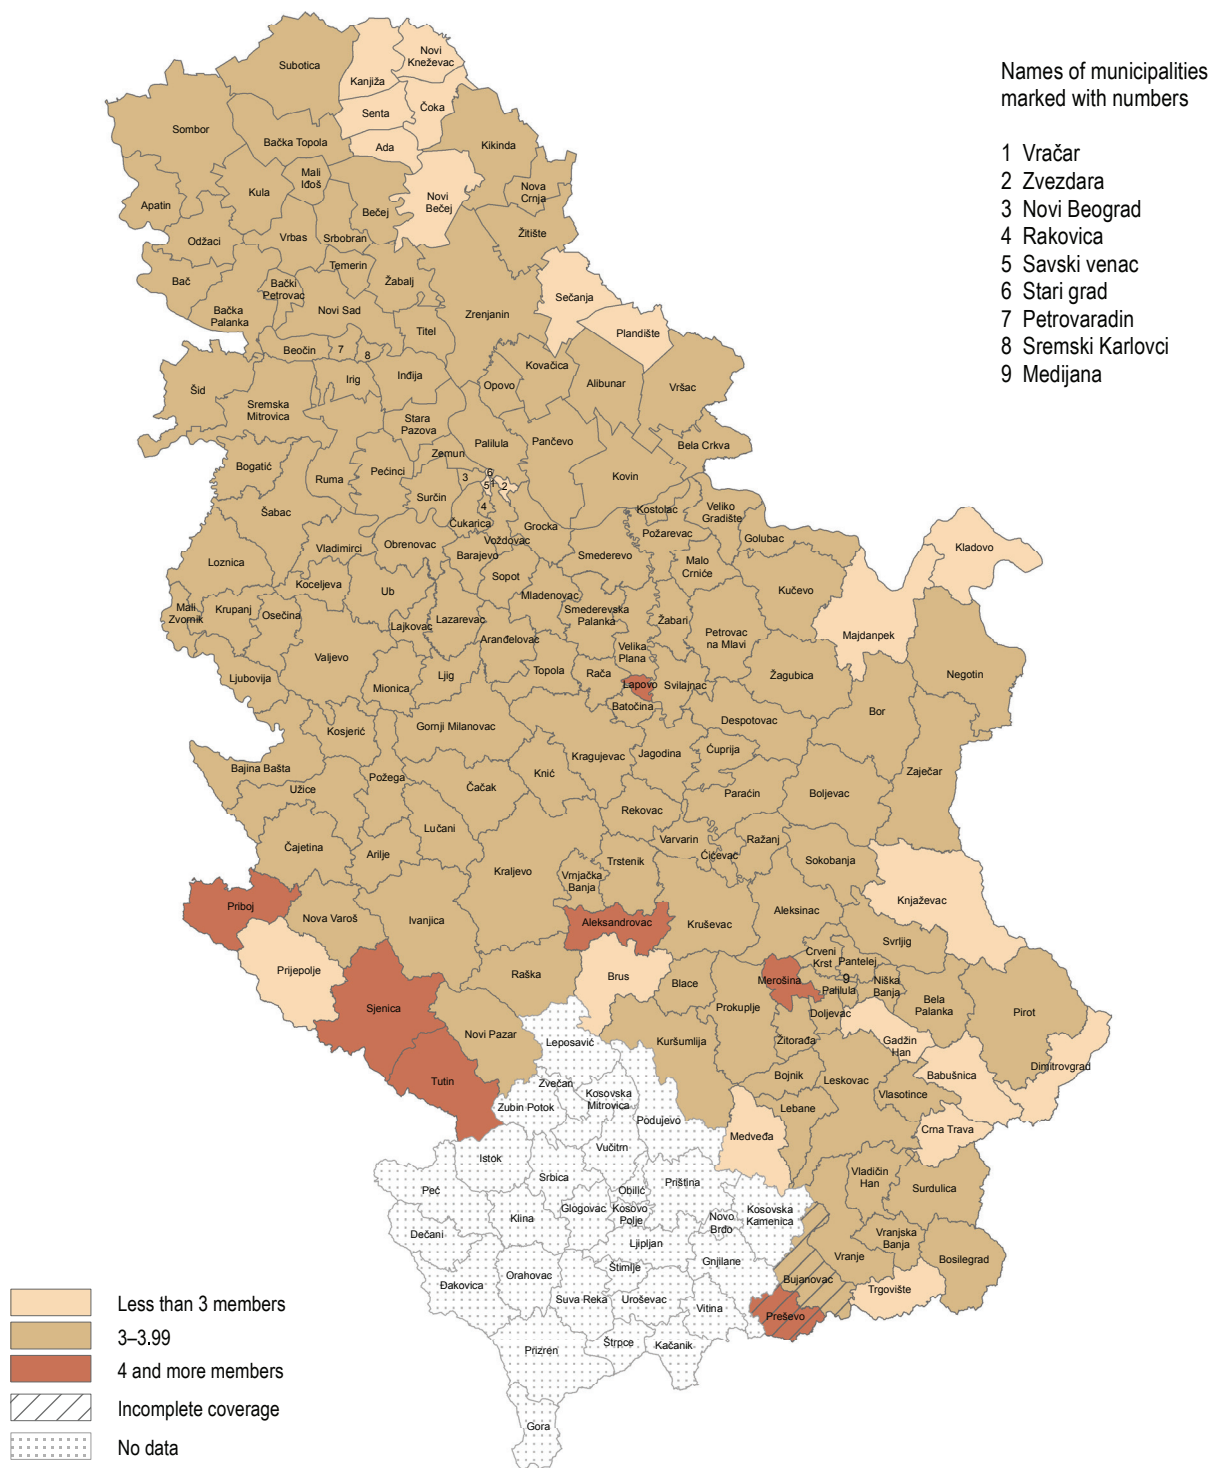 Names of municipalities
marked with numbers
1 Vračar
2 Zvezdara
3 Novi Beograd
4 Rakovica
5 Savski venac
6 Stari grad
7 Petrovaradin
8 Sremski Karlovci
9 Medijana
Subotica
Kanjiža
Novi
Kneževac
Senta
Čoka
Sombor
Bačka Topola
Ada
Kikinda
Mali
Iđoš
Kula
Novi
Bečej
Nova
Crnja
Apatin
Bečej
Odžaci
Vrbas
Srbobran
Žitište
Temerin
Bač
Bački
Petrovac
Žabalj
Sečanja
Bačka
Palanka
Novi Sad
Zrenjanin
Titel
Plandište
Beočin
7
8
Kovačica
Šid
Irig
Inđija
Opovo
Alibunar
Vršac
Sremska
Mitrovica
Stara
Pazova
Palilula
Pančevo
Bela Crkva
Zemun
Bogatić
Ruma
Pećinci
Surčin
3
6
5
1
2
4
Kovin
Šabac
Čukarica
Grocka
Kostolac
Veliko
Gradište
Vladimirci
Obrenovac
Voždovac
Barajevo
Smederevo
Požarevac
Golubac
Kladovo
Loznica
Koceljeva
Ub
Sopot
Malo
Crniće
Kučevo
Mali
Zvornik
Krupanj
Osečina
Lajkovac
Lazarevac
Mladenovac
Smederevska
Palanka
Žabari
Petrovac
na Mlavi
Majdanpek
Valjevo
Aranđelovac
Velika
Plana
Ljubovija
Mionica
Ljig
Topola
Rača
Lapovo
Svilajnac
Žagubica
Negotin
Batočina
Bor
Kosjerić
Gornji Milanovac
Despotovac
Kragujevac
Jagodina
Ćuprija
Bajina Bašta
Požega
Knić
Zaječar
Užice
Čačak
Paraćin
Boljevac
Rekovac
Lučani
Čajetina
Arilje
Varvarin
Ćićevac
Ražanj
Kraljevo
Trstenik
Sokobanja
Vrnjačka
Banja
Knjaževac
Priboj
Nova Varoš
Ivanjica
Aleksandrovac
Kruševac
Aleksinac
Svrljig
Crveni
Krst
Pantelej
Prijepolje
Raška
Brus
Blace
Merošina
9
Niška
Banja
Palilula
Sjenica
Prokuplje
Doljevac
Bela
Palanka
Pirot
Novi Pazar
Leposavić
Kuršumlija
Žitorađa
Gadžin
Han
Tutin
Zvečan
Bojnik
Leskovac
Babušnica
Dimitrovgrad
Zubin Potok
Kosovska
Mitrovica
Lebane
Vlasotince
Podujevo
Medveđa
Crna Trava
Istok
Vučitrn
Srbica
Vladičin
Han
Peć
Obilić
Priština
Surdulica
Glogovac
Kosovo
Polje
Novo
Brdo
Kosovska
Kamenica
Klina
Dečani
Ljipljan
Vranjska
Banja
Vranje
Bosilegrad
Štimlje
Gnjilane
Đakovica
Orahovac
Bujanovac
Trgovište
Suva Reka
Uroševac
Vitina
Preševo
Prizren
Štrpce
Kačanik
Gora
Less than 3 members
3–3.99
4 and more members
Incomplete coverage
No data